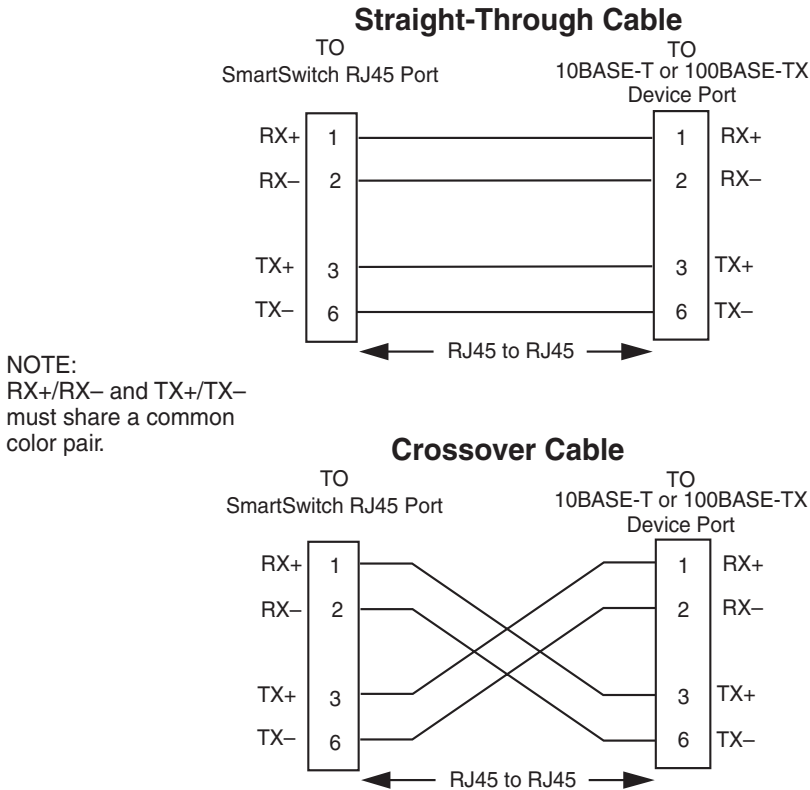 Straight-Through Cable
TO
SmartSwitch RJ45 Port
TO
10BASE-T or 100BASE-TX
Device Port
RX+ 1 1 RX+
RX– 2 2 RX–
TX+ 3 3 TX+
TX– 6 6 TX–
RJ45 to RJ45
NOTE:
RX+/RX– and TX+/TX–
must share a common
color pair.
Crossover Cable
TO
SmartSwitch RJ45 Port
TO
10BASE-T or 100BASE-TX
Device Port
RX+ 1 1 RX+
RX– 2 2 RX–
TX+ 3 3 TX+
TX– 6 6 TX–
RJ45 to RJ45